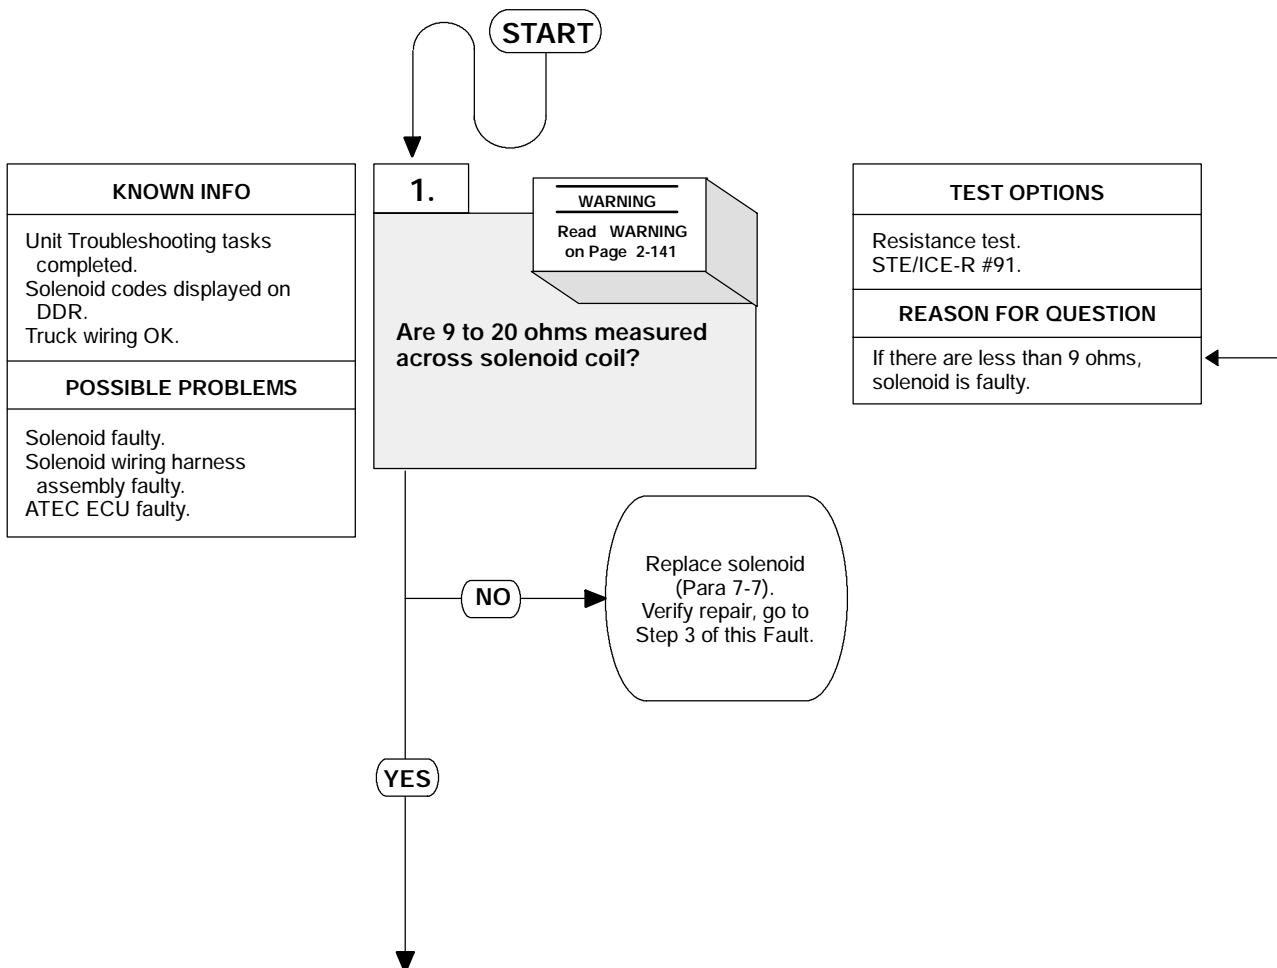 START
KNOWN INFO
Unit Troubleshooting tasks
completed.
Solenoid codes displayed on
DDR.
Truck wiring OK.
POSSIBLE PROBLEMS
Solenoid faulty.
Solenoid wiring harness
assembly faulty.
ATEC ECU faulty.
1.
WARNING
Read WARNING
on Page 2-141
Are 9 to 20 ohms measured
across solenoid coil?
TEST OPTIONS
Resistance test.
STE/ICE-R #91.
REASON FOR QUESTION
If there are less than 9 ohms,
solenoid is faulty.
NO
Replace solenoid
(Para 7-7).
Verify repair, go to
Step 3 of this Fault.
YES